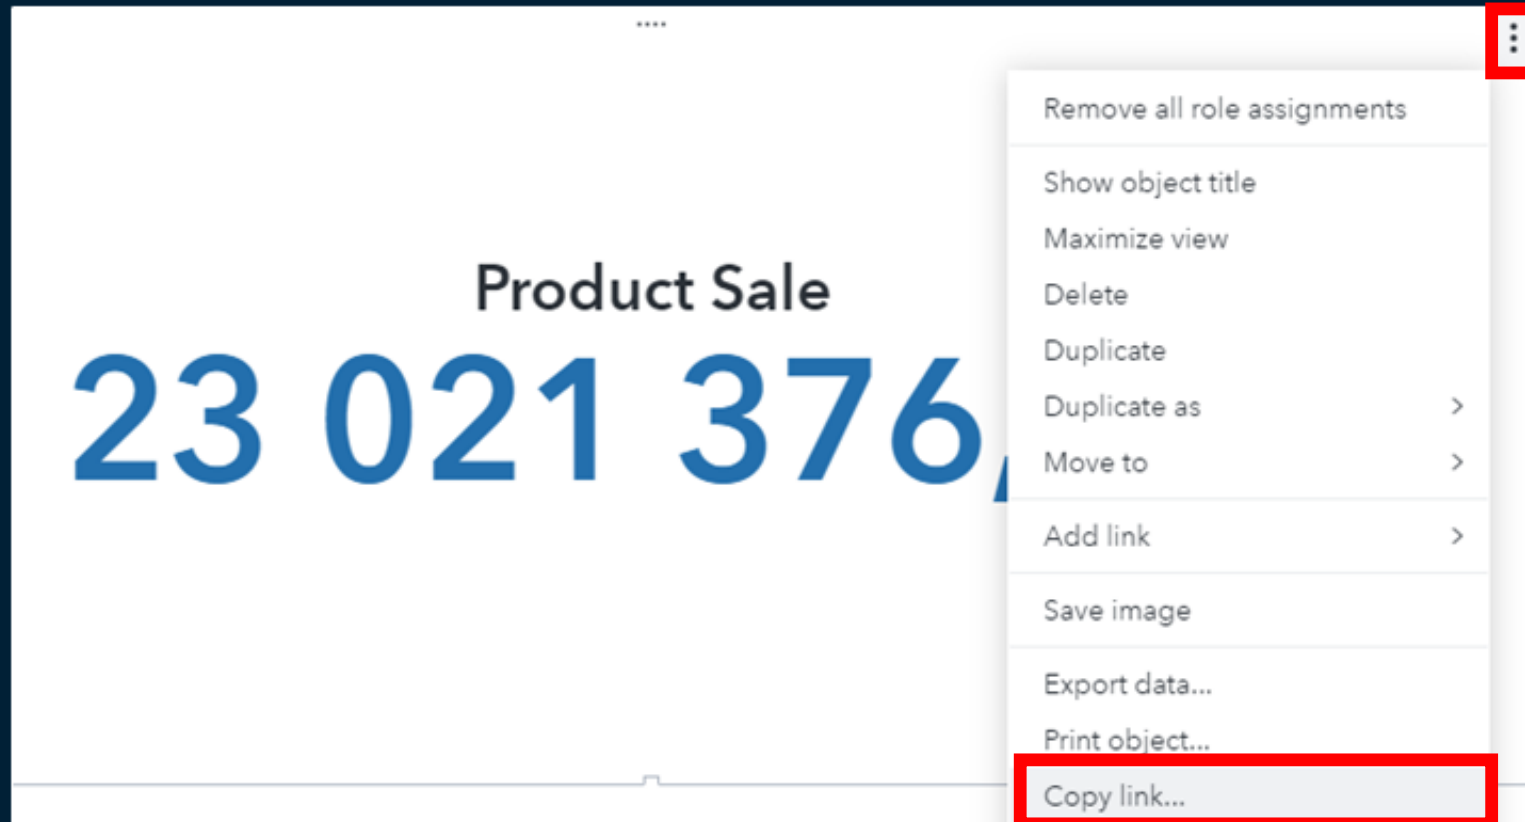 Product Sale
23 021 376,
Remove all role assignments
Show object title
Maximize view
Delete
Duplicate
Duplicate as
Move to
Add link
Save image
Export data...
Print object...
Copy link...